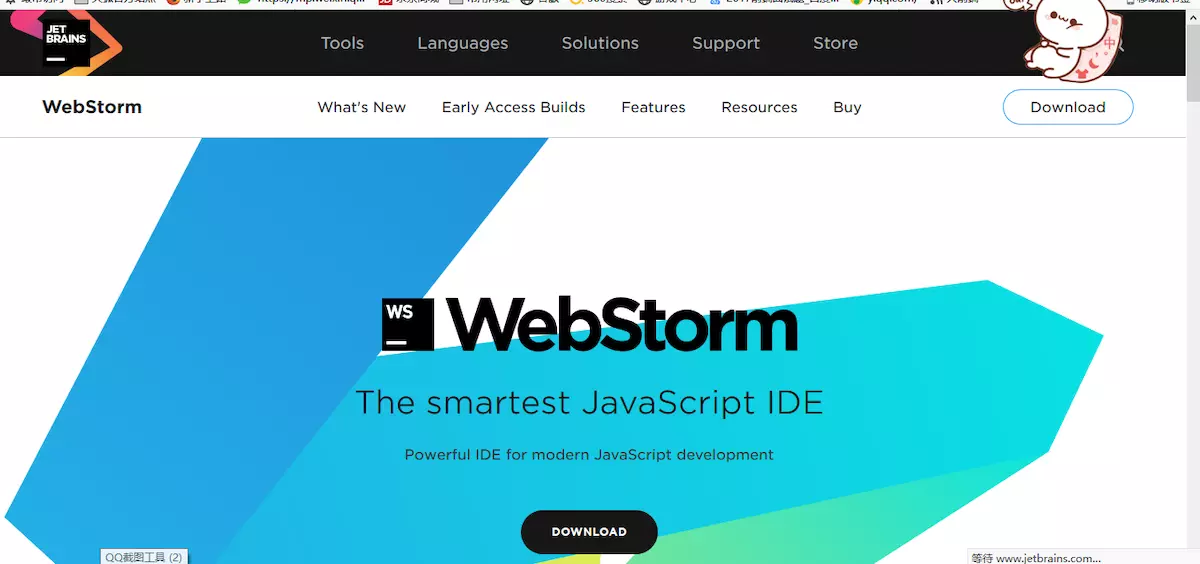 JET
BRAINS
Tools
Languages
Solutions
Support
Store
中
WebStorm
What's New
Early Access Builds
Features
Resources
Buy
Download
WS
WebStorm
The smartest JavaScript IDE
Powerful IDE for modern JavaScript development
DOWNLOAD
QQ截图工具 (2)
等待 www.jetbrains.com...